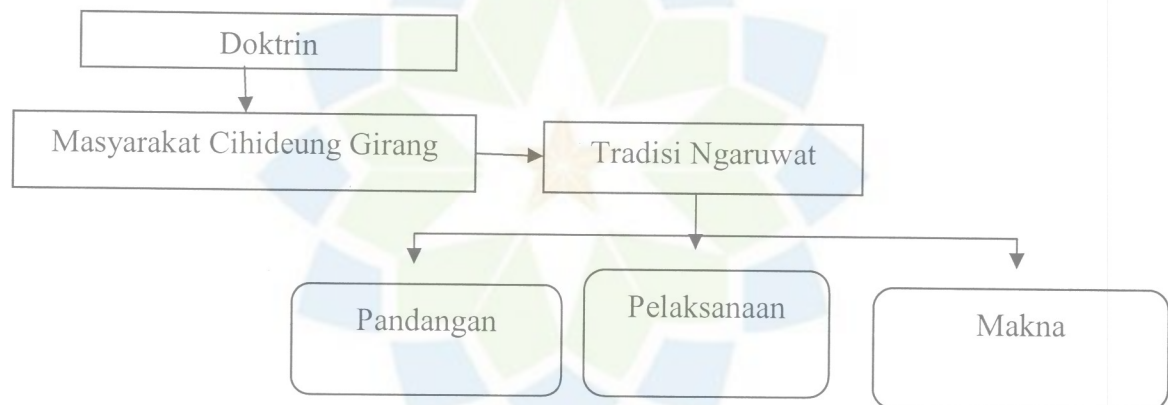 Doktrin
Masyarakat Cihideung Girang
Tradisi Ngaruwat
Pandangan
Pelaksanaan
Makna